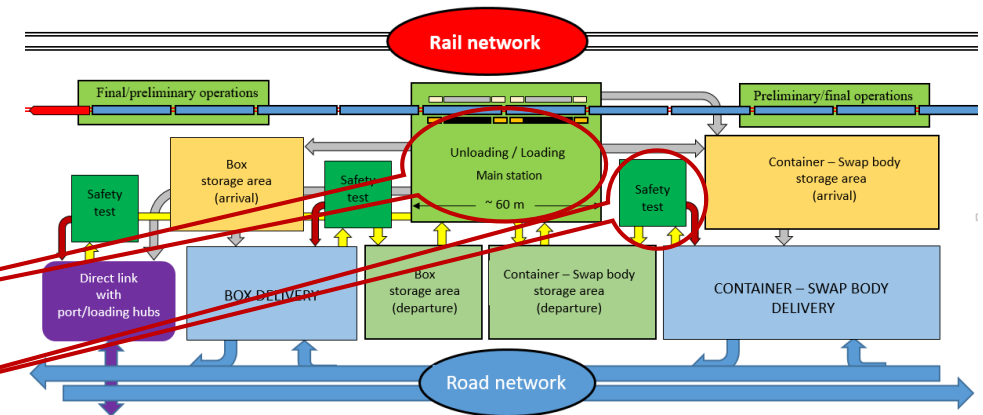 Rail network
Final/preliminary operations
Preliminary/final operations
Unloading / Loading
Main station
~ 60 m
Box
storage area
(arrival)
Safety
test
Safety
test
Safety
test
Container – Swap body
storage area
(arrival)
Direct link
with
port/loading hubs
BOX DELIVERY
Box
storage area
(departure)
Container – Swap body
storage area
(departure)
CONTAINER – SWAP BODY
DELIVERY
Road network